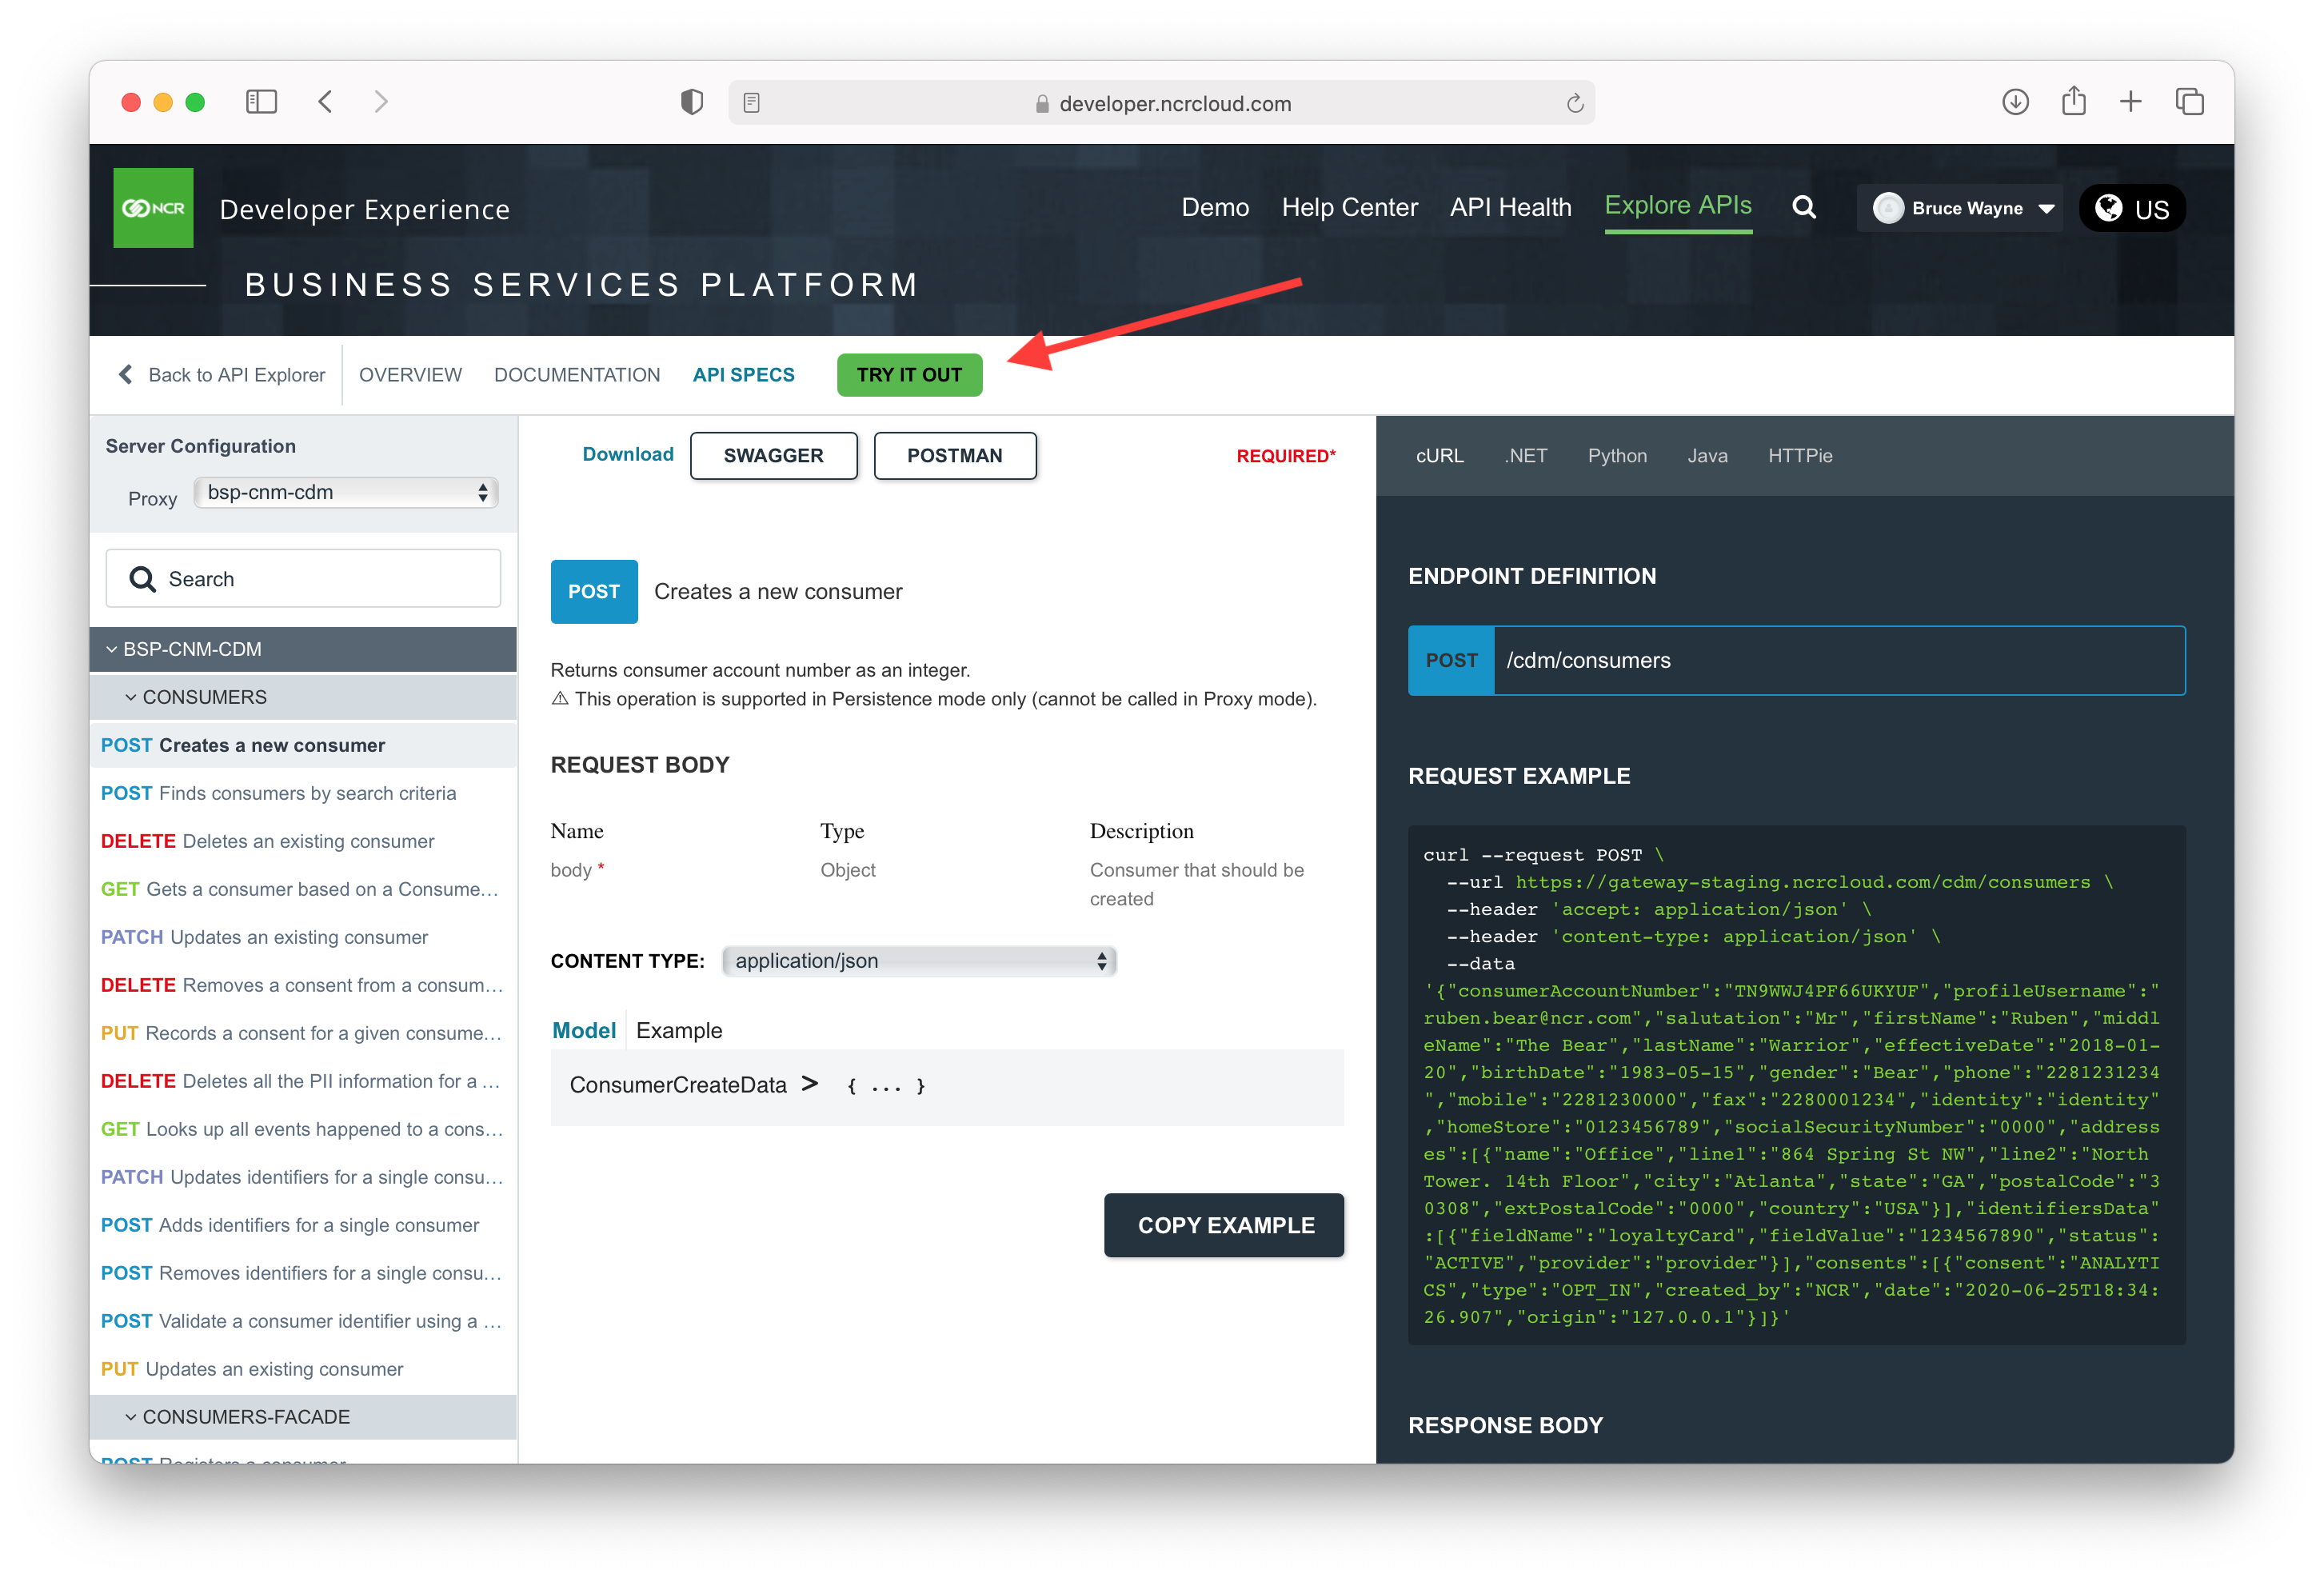 developer.ncrcloud.com
NCR
Developer Experience
Demo
Help Center
API Health
Explore APIs
Bruce Wayne
US
BUSINESS SERVICES PLATFORM
Back to API Explorer
OVERVIEW
DOCUMENTATION
API SPECS
TRY IT OUT
Server Configuration
Proxy
bsp-cnm-cdm
Search
BSP-CNM-CDM
CONSUMERS
POST Creates a new consumer
POST Finds consumers by search criteria
DELETE Deletes an existing consumer
GET Gets a consumer based on a Consume...
PATCH Updates an existing consumer
DELETE Removes a consent from a consum...
PUT Records a consent for a given consume...
DELETE Deletes all the PII information for a ...
GET Looks up all events happened to a cons...
PATCH Updates identifiers for a single consu...
POST Adds identifiers for a single consumer
POST Removes identifiers for a single consu...
POST Validate a consumer identifier using a ...
PUT Updates an existing consumer
CONSUMERS-FACADE
POST Registers a consumer
Download
SWAGGER
POSTMAN
REQUIRED*
POST
Creates a new consumer
Returns consumer account number as an integer.
⚠ This operation is supported in Persistence mode only (cannot be called in Proxy mode).
REQUEST BODY
Name Type Description
body * Object Consumer that should be
created
CONTENT TYPE: application/json
Model Example
ConsumerCreateData > { ... }
COPY EXAMPLE
cURL
.NET
Python
Java
HTTPie
ENDPOINT DEFINITION
POST /cdm/consumers
REQUEST EXAMPLE
curl --request POST \
--url https://gateway-staging.ncrcloud.com/cdm/consumers \
--header 'accept: application/json' \
--header 'content-type: application/json' \
--data
'{"consumerAccountNumber":"TN9WWJ4PF66UKYUF","profileUsername":"
ruben.bear@ncr.com","salutation":"Mr","firstName":"Ruben","middl
eName":"The Bear","lastName":"Warrior","effectiveDate":"2018-01-
20","birthDate":"1983-05-15","gender":"Bear","phone":"2281231234
","mobile":"2281230000","fax":"2280001234","identity":"identity"
,"homeStore":"0123456789","socialSecurityNumber":"0000","address
es":[{"name":"Office","line1":"864 Spring St NW","line2":"North
Tower. 14th Floor","city":"Atlanta","state":"GA","postalCode":"3
0308","extPostalCode":"0000","country":"USA"}],"identifiersData"
:[{"fieldName":"loyaltyCard","fieldValue":"1234567890","status":
"ACTIVE","provider":"provider"}],"consents":[{"consent":"ANALYTI
CS","type":"OPT_IN","created_by":"NCR","date":"2020-06-25T18:34:
26.907","origin":"127.0.0.1"}]}'
RESPONSE BODY